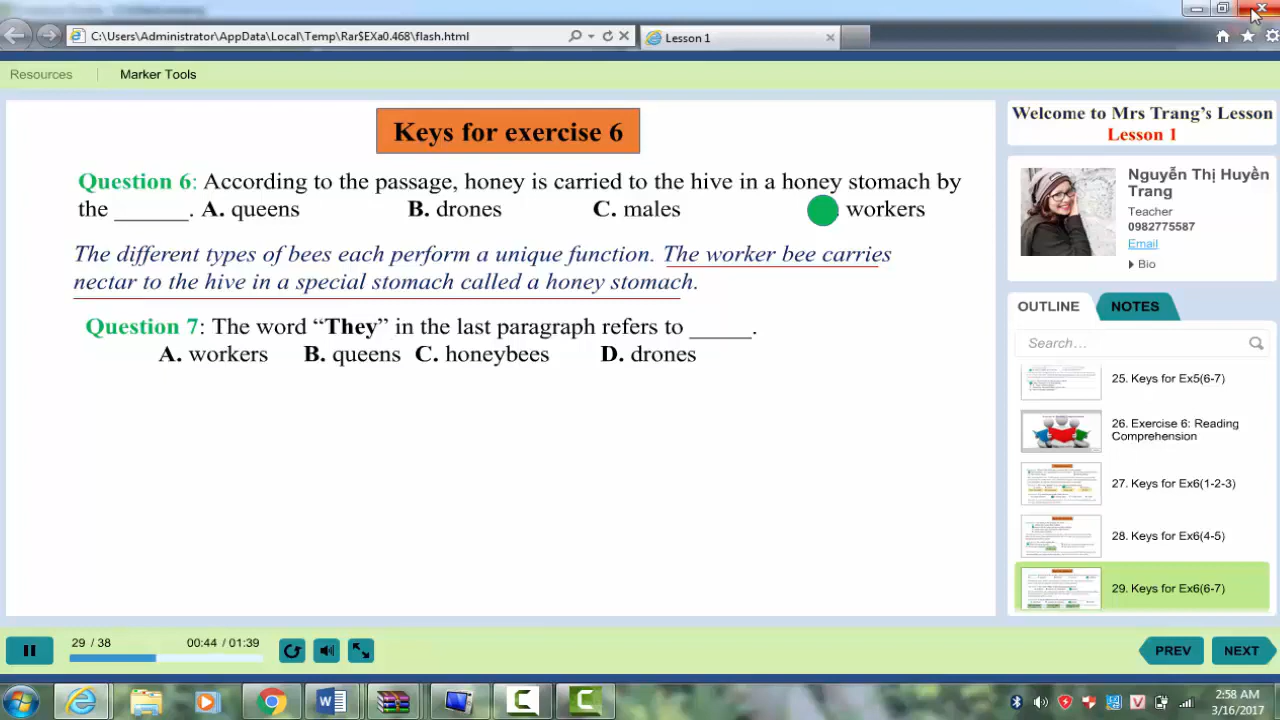 C:\Users\Administrator\AppData\Local\Temp\Rar$EXa0.468\flash.html
Lesson 1
Resources
Marker Tools
Keys for exercise 6
Question 6: According to the passage, honey is carried to the hive in a honey stomach by
the _______. A. queens B. drones C. males workers
The different types of bees each perform a unique function. The worker bee carries
nectar to the hive in a special stomach called a honey stomach.
Question 7: The word “They” in the last paragraph refers to _____.
A. workers B. queens C. honeybees D. drones
Welcome to Mrs Trang’s Lesson
Lesson 1
Nguyễn Thị Huyền
Trang
Teacher
0982775587
Email
Bio
OUTLINE
NOTES
Search…
25. Keys for Ex5(6-7)
26. Exercise 6: Reading
Comprehension
27. Keys for Ex6(1-2-3)
28. Keys for Ex6(4-5)
29. Keys for Ex6(6-7)
29 / 38
00:44 / 01:39
PREV
NEXT
2:58 AM
3/16/2017